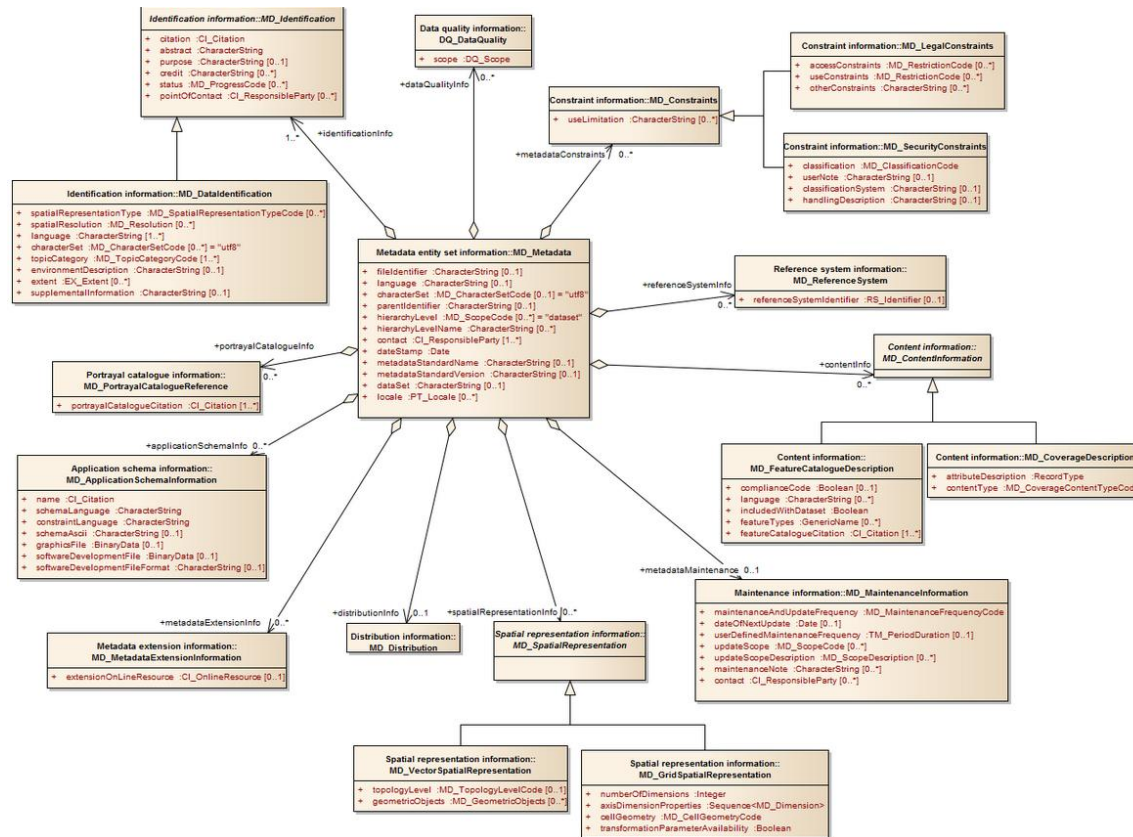 Identification information::MD_Identification
+ citation :CI_Citation
+ abstract :CharacterString
+ purpose :CharacterString [0..1]
+ credit :CharacterString [0..*]
+ status :MD_ProgressCode [0..*]
+ pointOfContact :CI_ResponsibleParty [0..*]
Data quality information::
DQ_DataQuality
+ scope :DQ_Scope
Constraint information::MD_LegalConstraints
+ accessConstraints :MD_RestrictionCode [0..*]
+ useConstraints :MD_RestrictionCode [0..*]
+ otherConstraints :CharacterString [0..*]
+dataQualityInfo
0..*
Constraint information::MD_Constraints
+ useLimitation :CharacterString [0..*]
1..*
+identificationInfo
+metadataConstraints
0..*
Constraint information::MD_SecurityConstraints
+ classification :MD_ClassificationCode
+ userNote :CharacterString [0..1]
+ classificationSystem :CharacterString [0..1]
+ handlingDescription :CharacterString [0..1]
Identification information::MD_DataIdentification
+ spatialRepresentationType :MD_SpatialRepresentationTypeCode [0..*]
+ spatialResolution :MD_Resolution [0..*]
+ language :CharacterString [1..*]
+ characterSet :MD_CharacterSetCode [0..*] = "utf8"
+ topicCategory :MD_TopicCategoryCode [1..*]
+ environmentDescription :CharacterString [0..1]
+ extent :EX_Extent [0..*]
+ supplementalInformation :CharacterString [0..1]
Metadata entity set information::MD_Metadata
+ fileIdentifier :CharacterString [0..1]
+ language :CharacterString [0..1]
+ characterSet :MD_CharacterSetCode [0..1] = "utf8"
+ parentIdentifier :CharacterString [0..1]
+ hierarchyLevel :MD_ScopeCode [0..*] = "dataset"
+ hierarchyLevelName :CharacterString [0..*]
+ contact :CI_ResponsibleParty [1..*]
+ dateStamp :Date
+ metadataStandardName :CharacterString [0..1]
+ metadataStandardVersion :CharacterString [0..1]
+ dataSet :CharacterString [0..1]
+ locale :PT_Locale [0..*]
+referenceSystemInfo
0..*
Reference system information::
MD_ReferenceSystem
+ referenceSystemIdentifier :RS_Identifier [0..1]
+portrayalCatalogueInfo
0..*
Portrayal catalogue information::
MD_PortrayalCatalogueReference
+ portrayalCatalogueCitation :CI_Citation [1..*]
+contentInfo
0..*
Content information::
MD_ContentInformation
+applicationSchemaInfo 0..*
Application schema information::
MD_ApplicationSchemaInformation
+ name :CI_Citation
+ schemaLanguage :CharacterString
+ constraintLanguage :CharacterString
+ schemaAscii :CharacterString [0..1]
+ graphicsFile :BinaryData [0..1]
+ softwareDevelopmentFile :BinaryData [0..1]
+ softwareDevelopmentFileFormat :CharacterString [0..1]
Content information::
MD_FeatureCatalogueDescription
+ complianceCode :Boolean [0..1]
+ language :CharacterString [0..*]
+ includedWithDataset :Boolean
+ featureTypes :GenericName [0..*]
+ featureCatalogueCitation :CI_Citation [1..*]
Content information::MD_CoverageDescription
+ attributeDescription :RecordType
+ contentType :MD_CoverageContentTypeCod
+metadataMaintenance 0..1
Maintenance information::MD_MaintenanceInformation
+ maintenanceAndUpdateFrequency :MD_MaintenanceFrequencyCode
+ dateOfNextUpdate :Date [0..1]
+ userDefinedMaintenanceFrequency :TM_PeriodDuration [0..1]
+ updateScope :MD_ScopeCode [0..*]
+ updateScopeDescription :MD_ScopeDescription [0..*]
+ maintenanceNote :CharacterString [0..*]
+ contact :CI_ResponsibleParty [0..*]
+metadataExtensionInfo 0..*
Metadata extension information::
MD_MetadataExtensionInformation
+ extensionOnLineResource :CI_OnlineResource [0..1]
+distributionInfo 0..1
Distribution information::
MD_Distribution
+spatialRepresentationInfo 0..*
Spatial representation information::
MD_SpatialRepresentation
Spatial representation information::
MD_VectorSpatialRepresentation
+ topologyLevel :MD_TopologyLevelCode [0..1]
+ geometricObjects :MD_GeometricObjects [0..*]
Spatial representation information::
MD_GridSpatialRepresentation
+ numberOfDimensions :Integer
+ axisDimensionProperties :Sequence<MD_Dimension>
+ cellGeometry :MD_CellGeometryCode
+ transformationParameterAvailability :Boolean